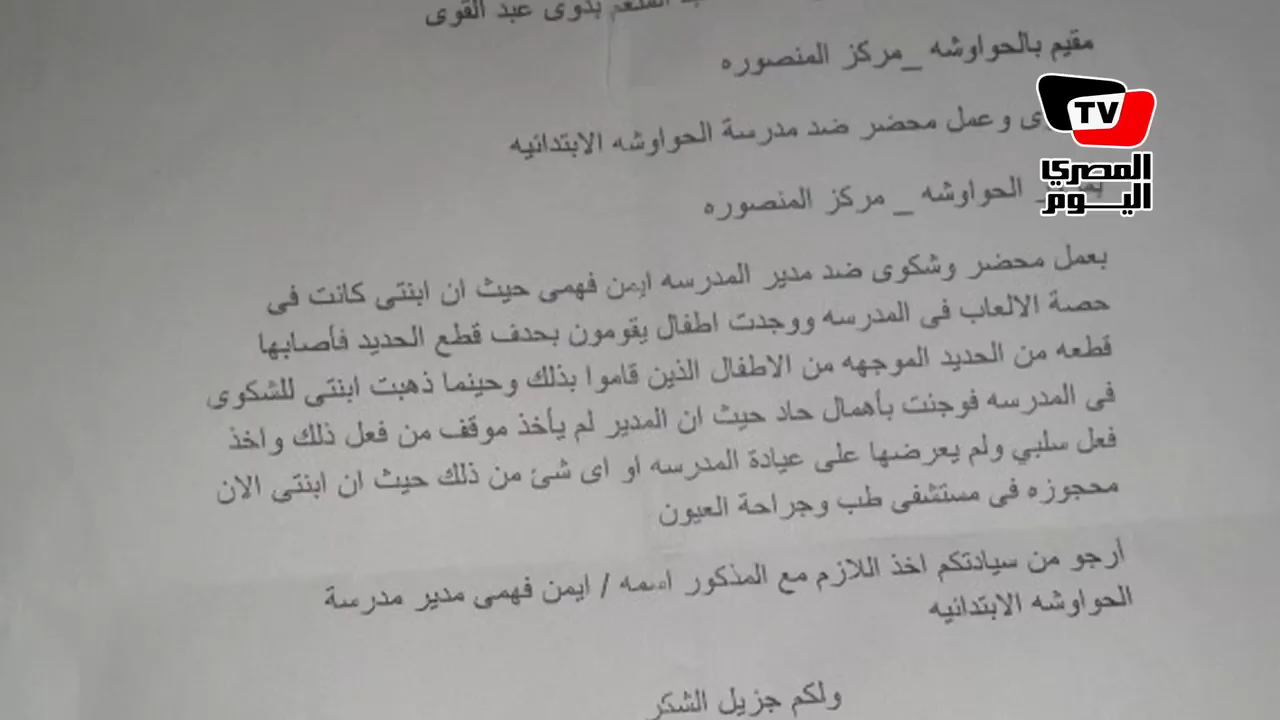 بدوى عبد القوى
مقيم بالحواوشه _مركز المنصوره
وعمل محضر ضد مدرسة الحواوشه الابتدائيه
الحواوشه _ مركز المنصوره
بعمل محضر وشكوى ضد مدير المدرسه ايمن فهمى حيث ان ابنتى كانت فى
حصة الالعاب فى المدرسه ووجدت اطفال يقومون بحدف قطع الحديد فأصابها
قطعه من الحديد الموجهه من الاطفال الذين قاموا بذلك وحينما ذهبت ابنتى للشكوى
فى المدرسه فوجنت بأهمال حاد حيث ان المدير لم يأخذ موقف من فعل ذلك واخذ
فعل سلبي ولم يعرضها على عيادة المدرسه او اى شئ من ذلك حيث ان ابنتى الان
محجوزه فى مستشفى طب وجراحة العيون
أرجو من سيادتكم اخذ اللازم مع المذكور اسمه / ايمن فهمى مدير مدرسة
الحواوشه الابتدائيه
ولكم جزيل الشكر
TV
المصري
اليوم